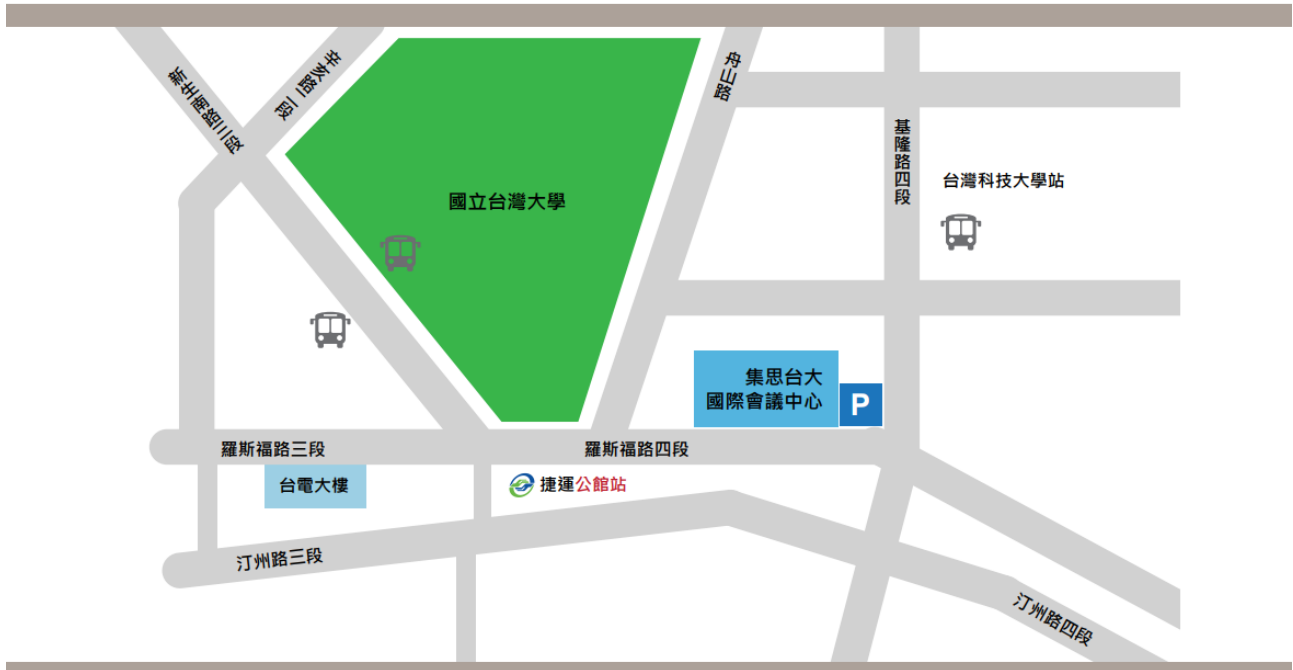 新生南路三段
辛亥路二段
舟山路
基隆路四段
國立台灣大學
台灣科技大學站
集思台大
國際會議中心
P
羅斯福路三段
羅斯福路四段
台電大樓
捷運公館站
汀州路三段
汀州路四段